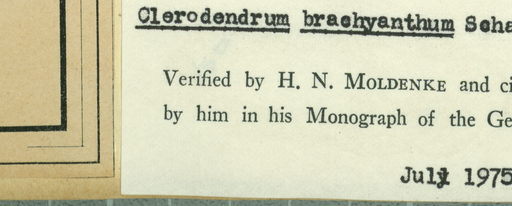 Clerodendrum brachyanthum Scha
Verified by H. N. MOLDENKE and ci
by him in his Monograph of the Ge
July 1975